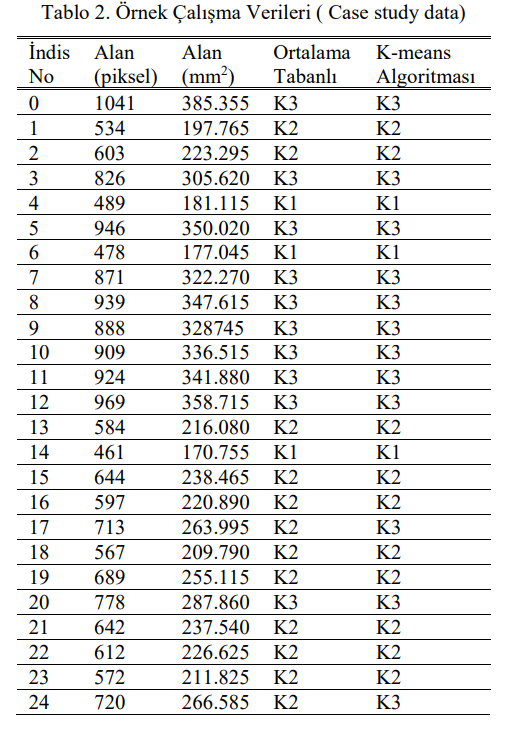 Tablo 2. Örnek Çalışma Verileri ( Case study data)
İndis Alan Alan Ortalama K-means
No (piksel) (mm²) Tabanlı Algoritması
0 1041 385.355 K3 K3
1 534 197.765 K2 K2
2 603 223.295 K2 K2
3 826 305.620 K3 K3
4 489 181.115 K1 K1
5 946 350.020 K3 K3
6 478 177.045 K1 K1
7 871 322.270 K3 K3
8 939 347.615 K3 K3
9 888 328745 K3 K3
10 909 336.515 K3 K3
11 924 341.880 K3 K3
12 969 358.715 K3 K3
13 584 216.080 K2 K2
14 461 170.755 K1 K1
15 644 238.465 K2 K2
16 597 220.890 K2 K2
17 713 263.995 K2 K3
18 567 209.790 K2 K2
19 689 255.115 K2 K2
20 778 287.860 K3 K3
21 642 237.540 K2 K2
22 612 226.625 K2 K2
23 572 211.825 K2 K2
24 720 266.585 K2 K3